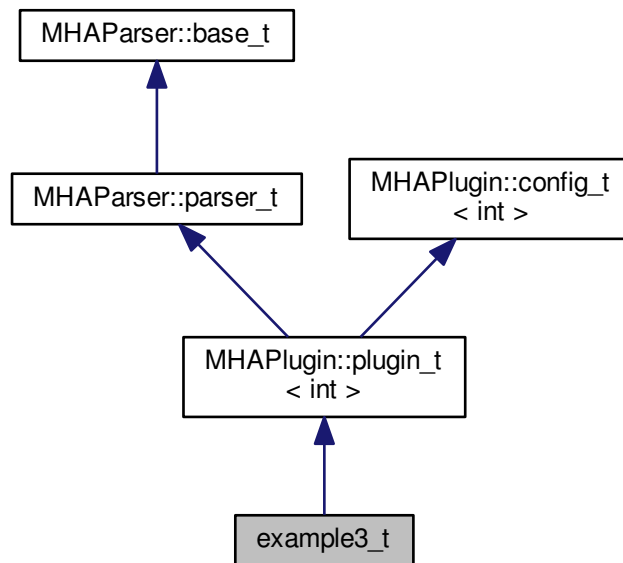 MHAParser::base_t
MHAParser::parser_t
MHAPlugin::config_t
< int >
MHAPlugin::plugin_t
< int >
example3_t